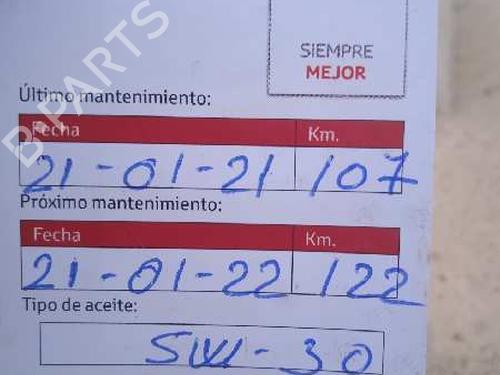 SIEMPRE
MEJOR
Último mantenimiento:
Fecha Km.
21-01-21 107
Próximo mantenimiento:
Fecha Km.
21-01-22 122
Tipo de aceite:
5W-30
B-PARTS